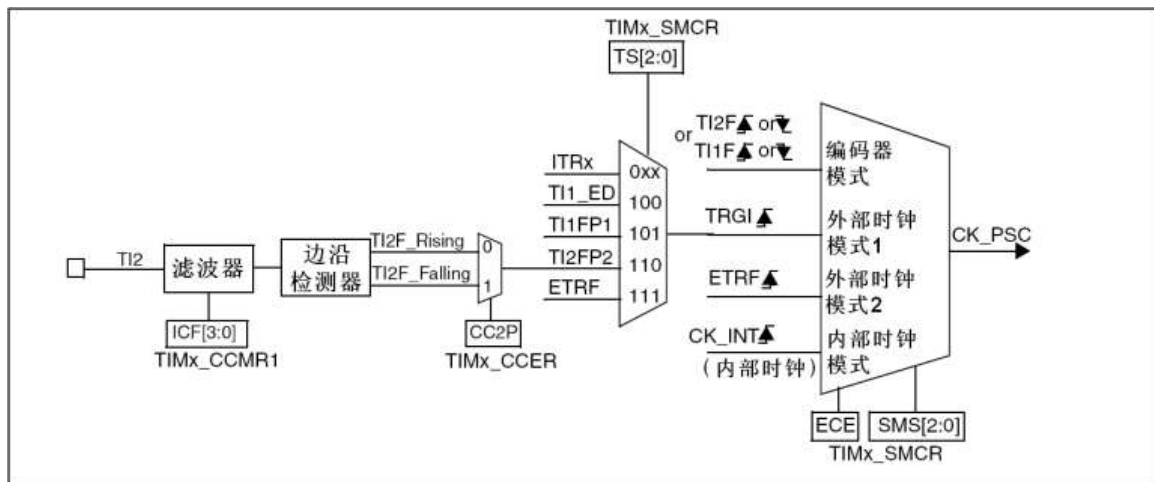 TIMx_SMCR
TS[2:0]
or TI2F or
TI1F or
ITRx
0xx
TI1_ED
100
TI1FP1
101
TI2FP2
110
ETRF
111
TI2
滤波器
ICF[3:0]
TIMx_CCMR1
边沿
检测器
TI2F_Rising
TI2F_Falling
0
1
CC2P
TIMx_CCER
TRGI
ETRF
CK_INT
(内部时钟)
编码器
模式
外部时钟
模式1
外部时钟
模式2
内部时钟
模式
CK_PSC
ECE
SMS[2:0]
TIMx_SMCR